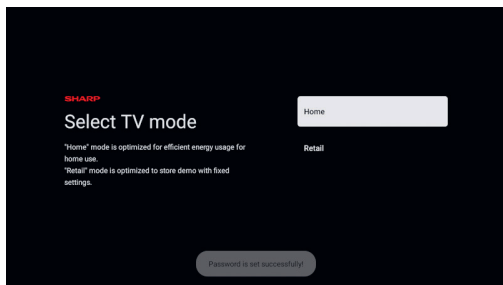 SHARP
Select TV mode
"Home" mode is optimized for efficient energy usage for
home use.
"Retail" mode is optimized to store demo with fixed
settings.
Home
Retail
Password is set successfully!